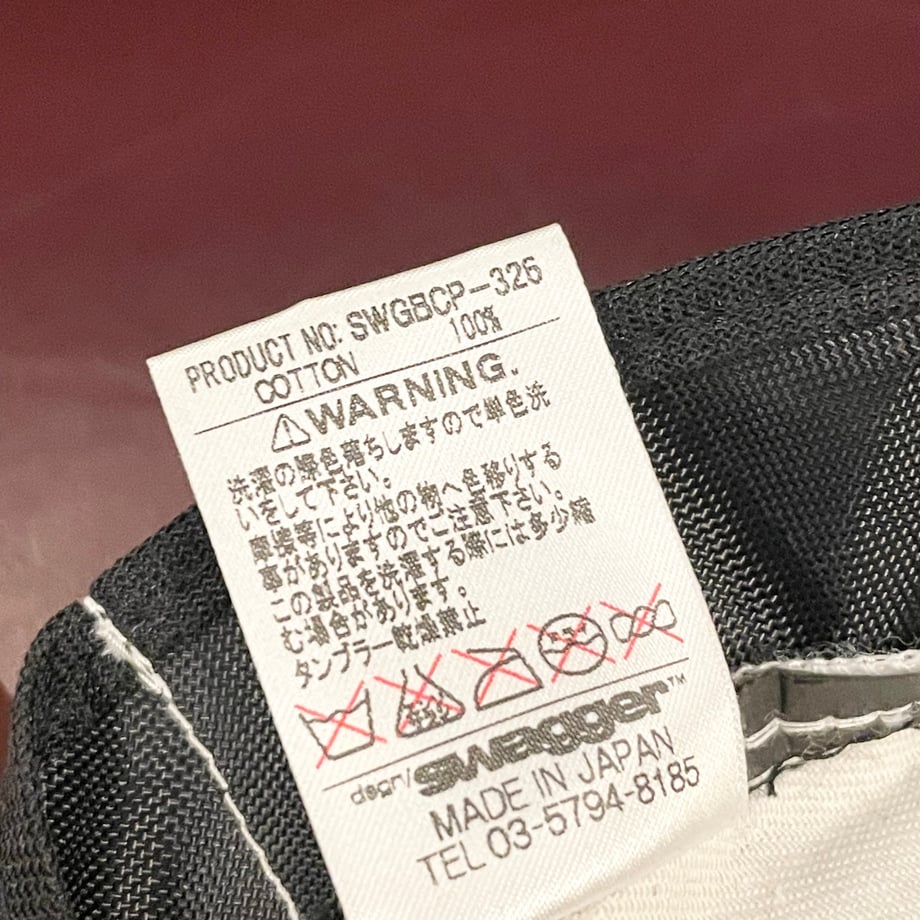 PRODUCT NO: SWGBCP-326
COTTON 100%
⚠WARNING.
洗濯の際色落ちしますので単色洗
いをして下さい。
摩擦等により他の物へ色移りする
事がありますのでご注意下さい。
この製品を洗濯する際には多少縮
む場合があります。
タンブラー乾燥禁止
dsgn/swagger™
MADE IN JAPAN
TEL 03-5794-8185